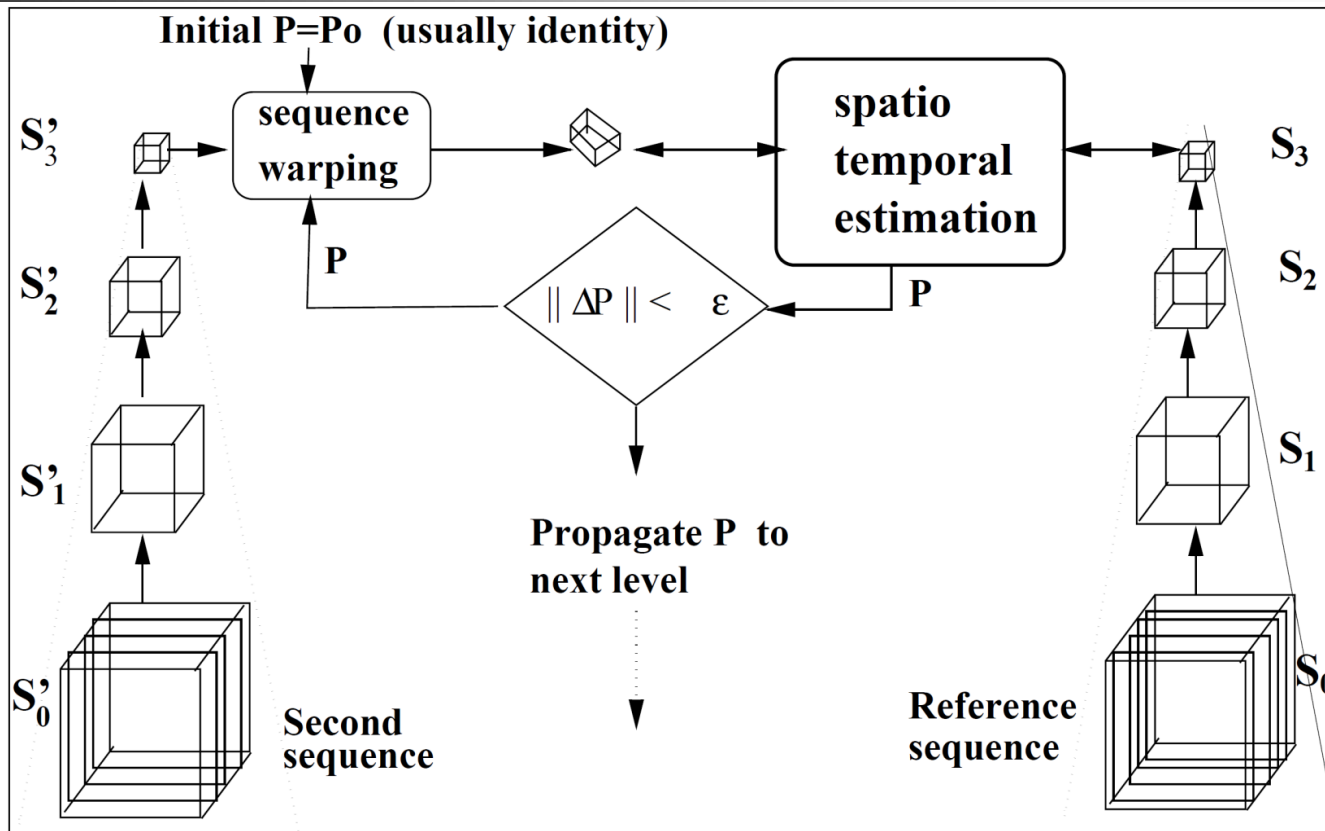 Initial P=Po (usually identity)
sequence
warping
spatio
temporal
estimation
S'3
S3
P
P
S'2
S2
|| ΔP || < ε
S'1
S1
Propagate P to
next level
S'0
S
Second
sequence
Reference
sequence